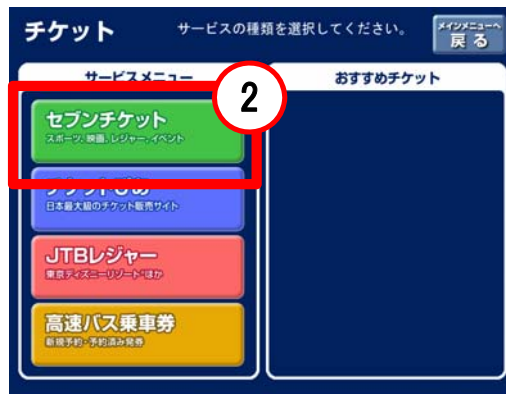 チケット
サービスの種類を選択してください。
メインメニューへ
戻る
サービスメニュー
おすすめチケット
2
セブンチケット
スポーツ、映画、レジャー、イベント
日本最大級のチケット販売サイト
JTBレジャー
東京ディズニーリゾート®ほか
高速バス乗車券
新規予約・予約済み発券